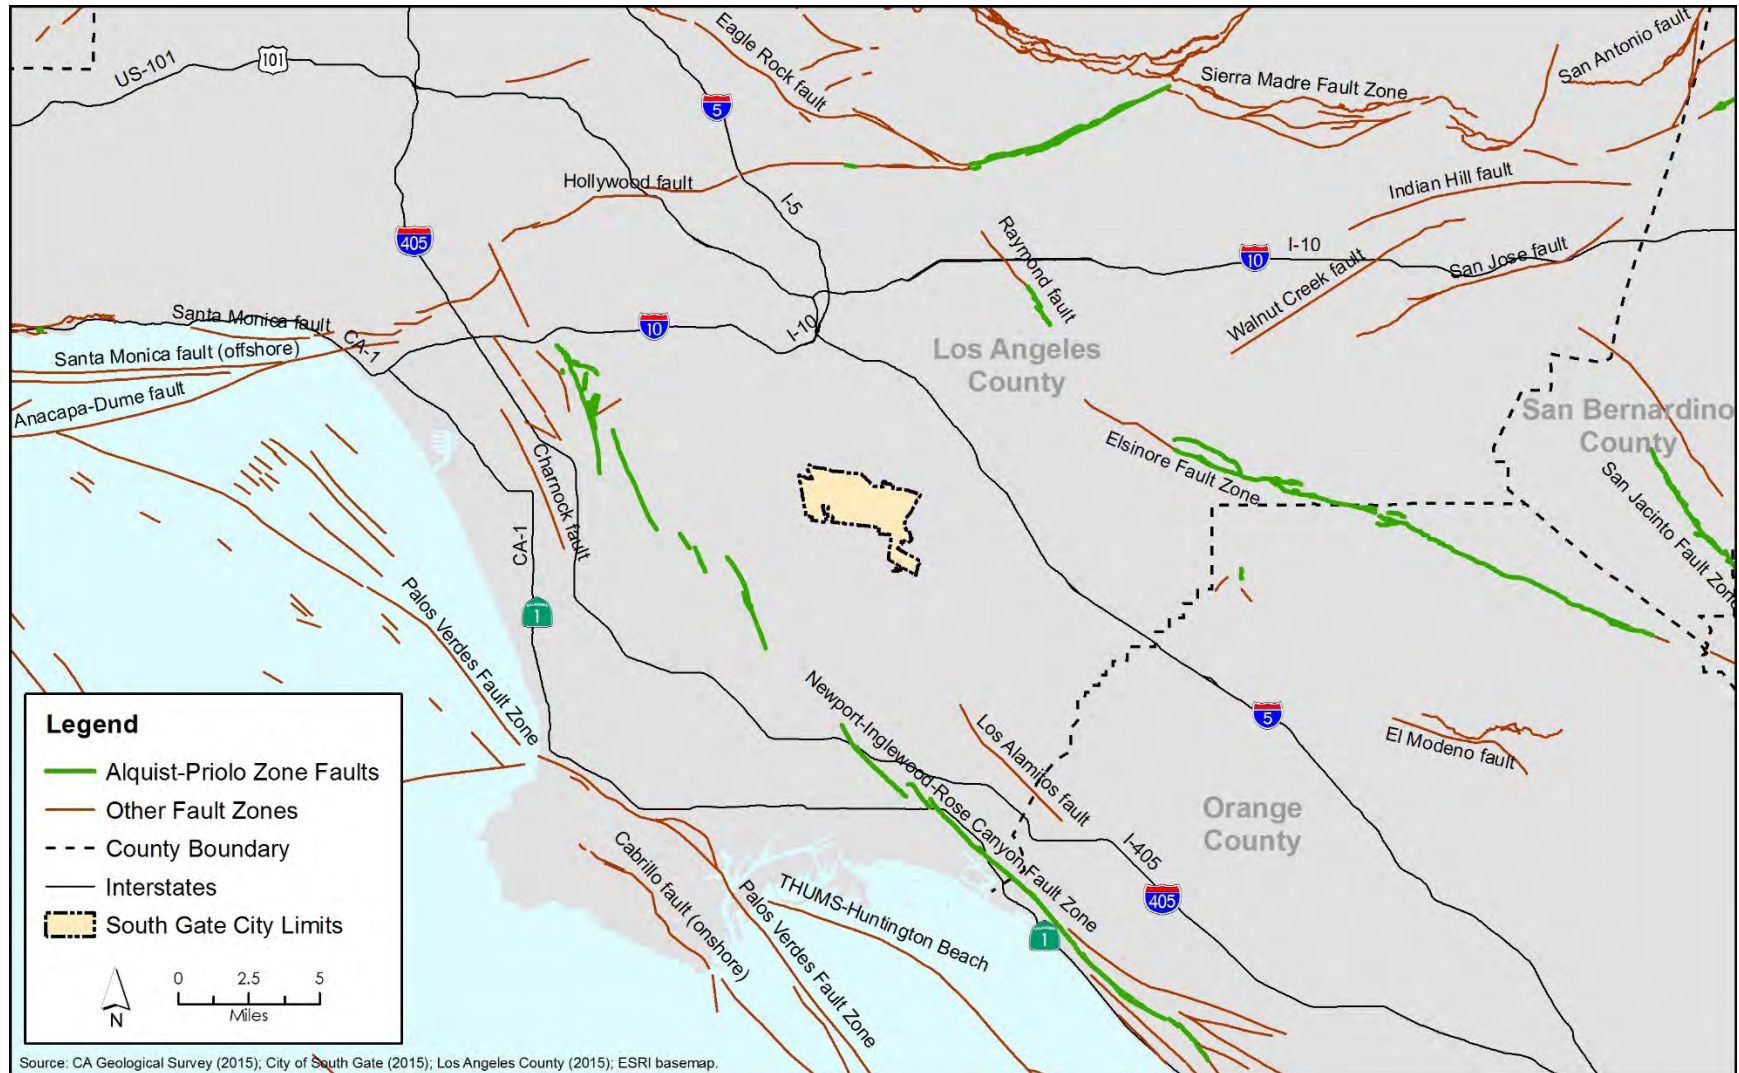 US-101
101
Eagle Rock fault
5
Sierra Madre Fault Zone
San Antonio fault
Hollywood fault
I-5
Indian Hill fault
405
Raymond fault
10
I-10
San Jose fault
Walnut Creek fault
Santa Monica fault
CA-1
10
I-10
Santa Monica fault (offshore)
Anacapa-Dume fault
Los Angeles
County
San Bernardino
County
Charnock fault
Elsinore Fault Zone
San Jacinto Fault Zone
CA-1
CALIFORNIA
1
Palos Verdes Fault Zone
Newport-Inglewood-Rose Canyon Fault Zone
Los Alamitos fault
5
El Modeno fault
Orange
County
I-405
405
Cabrillo fault (onshore)
Palos Verdes Fault Zone
THUMS-Huntington Beach
CALIFORNIA
1
Legend
Alquist-Priolo Zone Faults
Other Fault Zones
County Boundary
Interstates
South Gate City Limits
N
0 2.5 5
Miles
Source: CA Geological Survey (2015); City of South Gate (2015); Los Angeles County (2015); ESRI basemap.